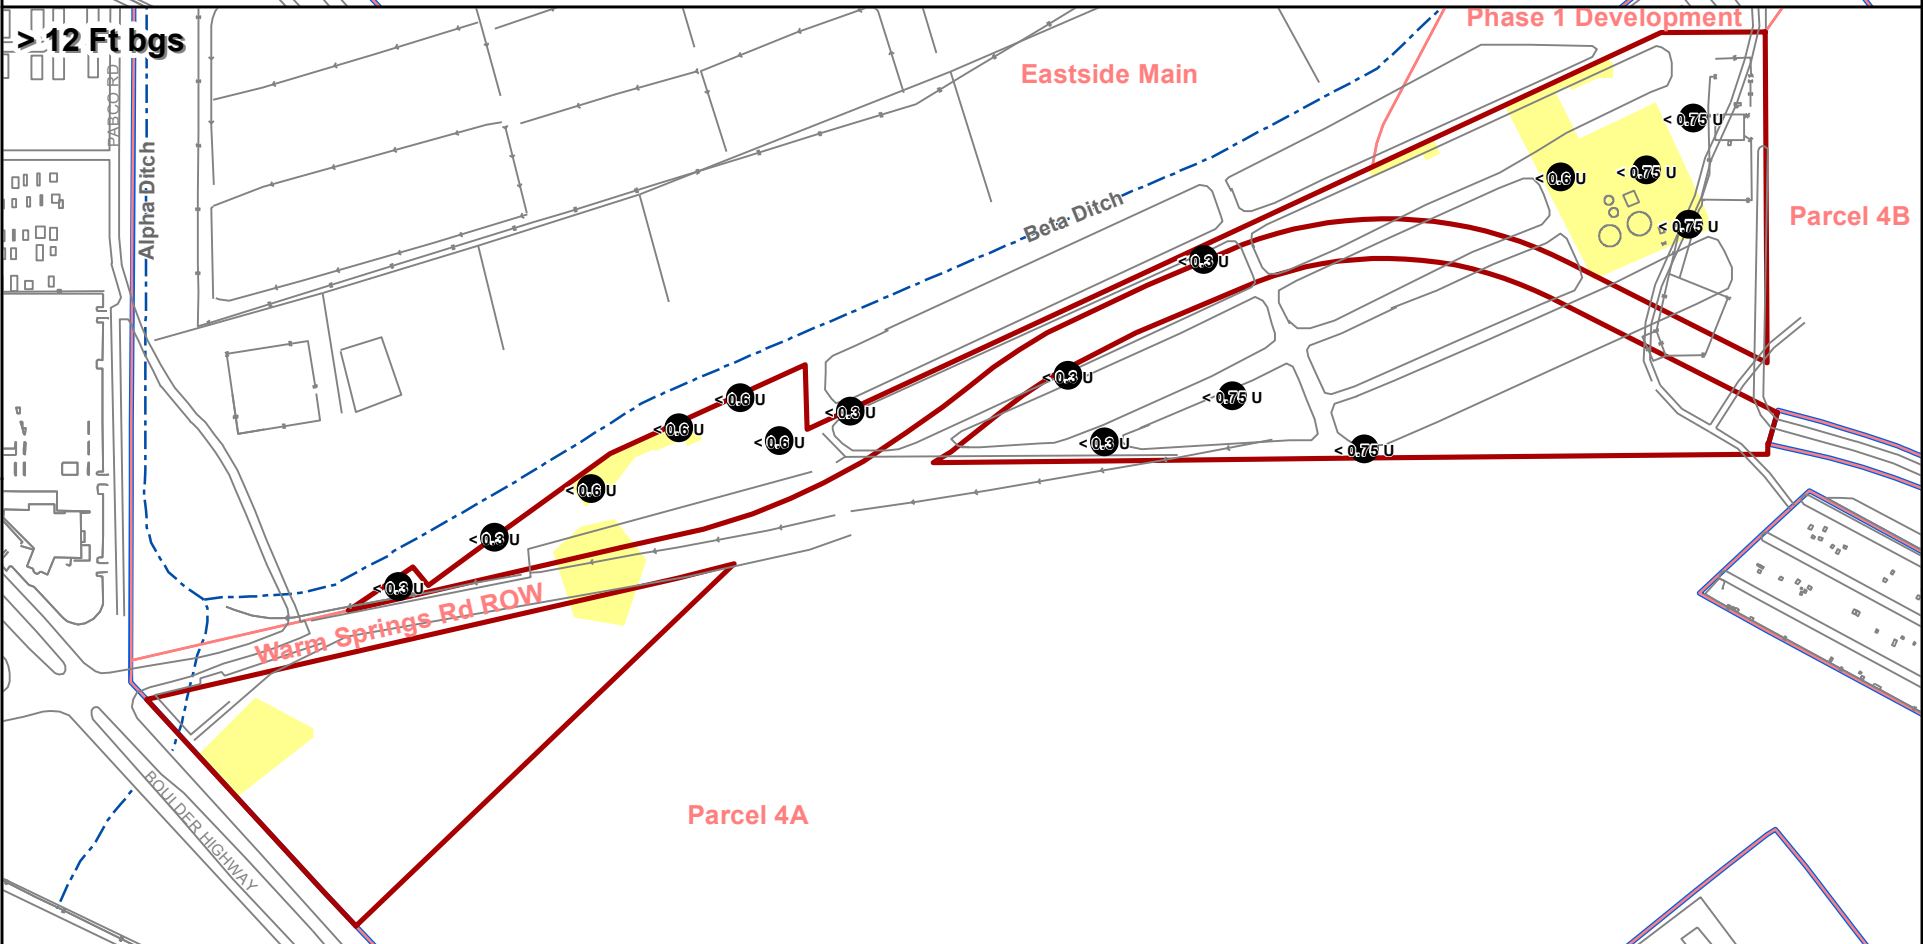 > 12 Ft bgs
Phase 1 Development
Eastside Main
PABCO RD
Alpha Ditch
Beta Ditch
Parcel 4B
< 0.75 U
< 0.6 U
< 0.75 U
< 0.75 U
< 0.3 U
< 0.3 U
< 0.6 U
< 0.75 U
< 0.3 U
< 0.6 U
< 0.6 U
< 0.3 U
< 0.75 U
< 0.6 U
< 0.3 U
< 0.3 U
Warm Springs Rd ROW
Parcel 4A
BOULDER HIGHWAY